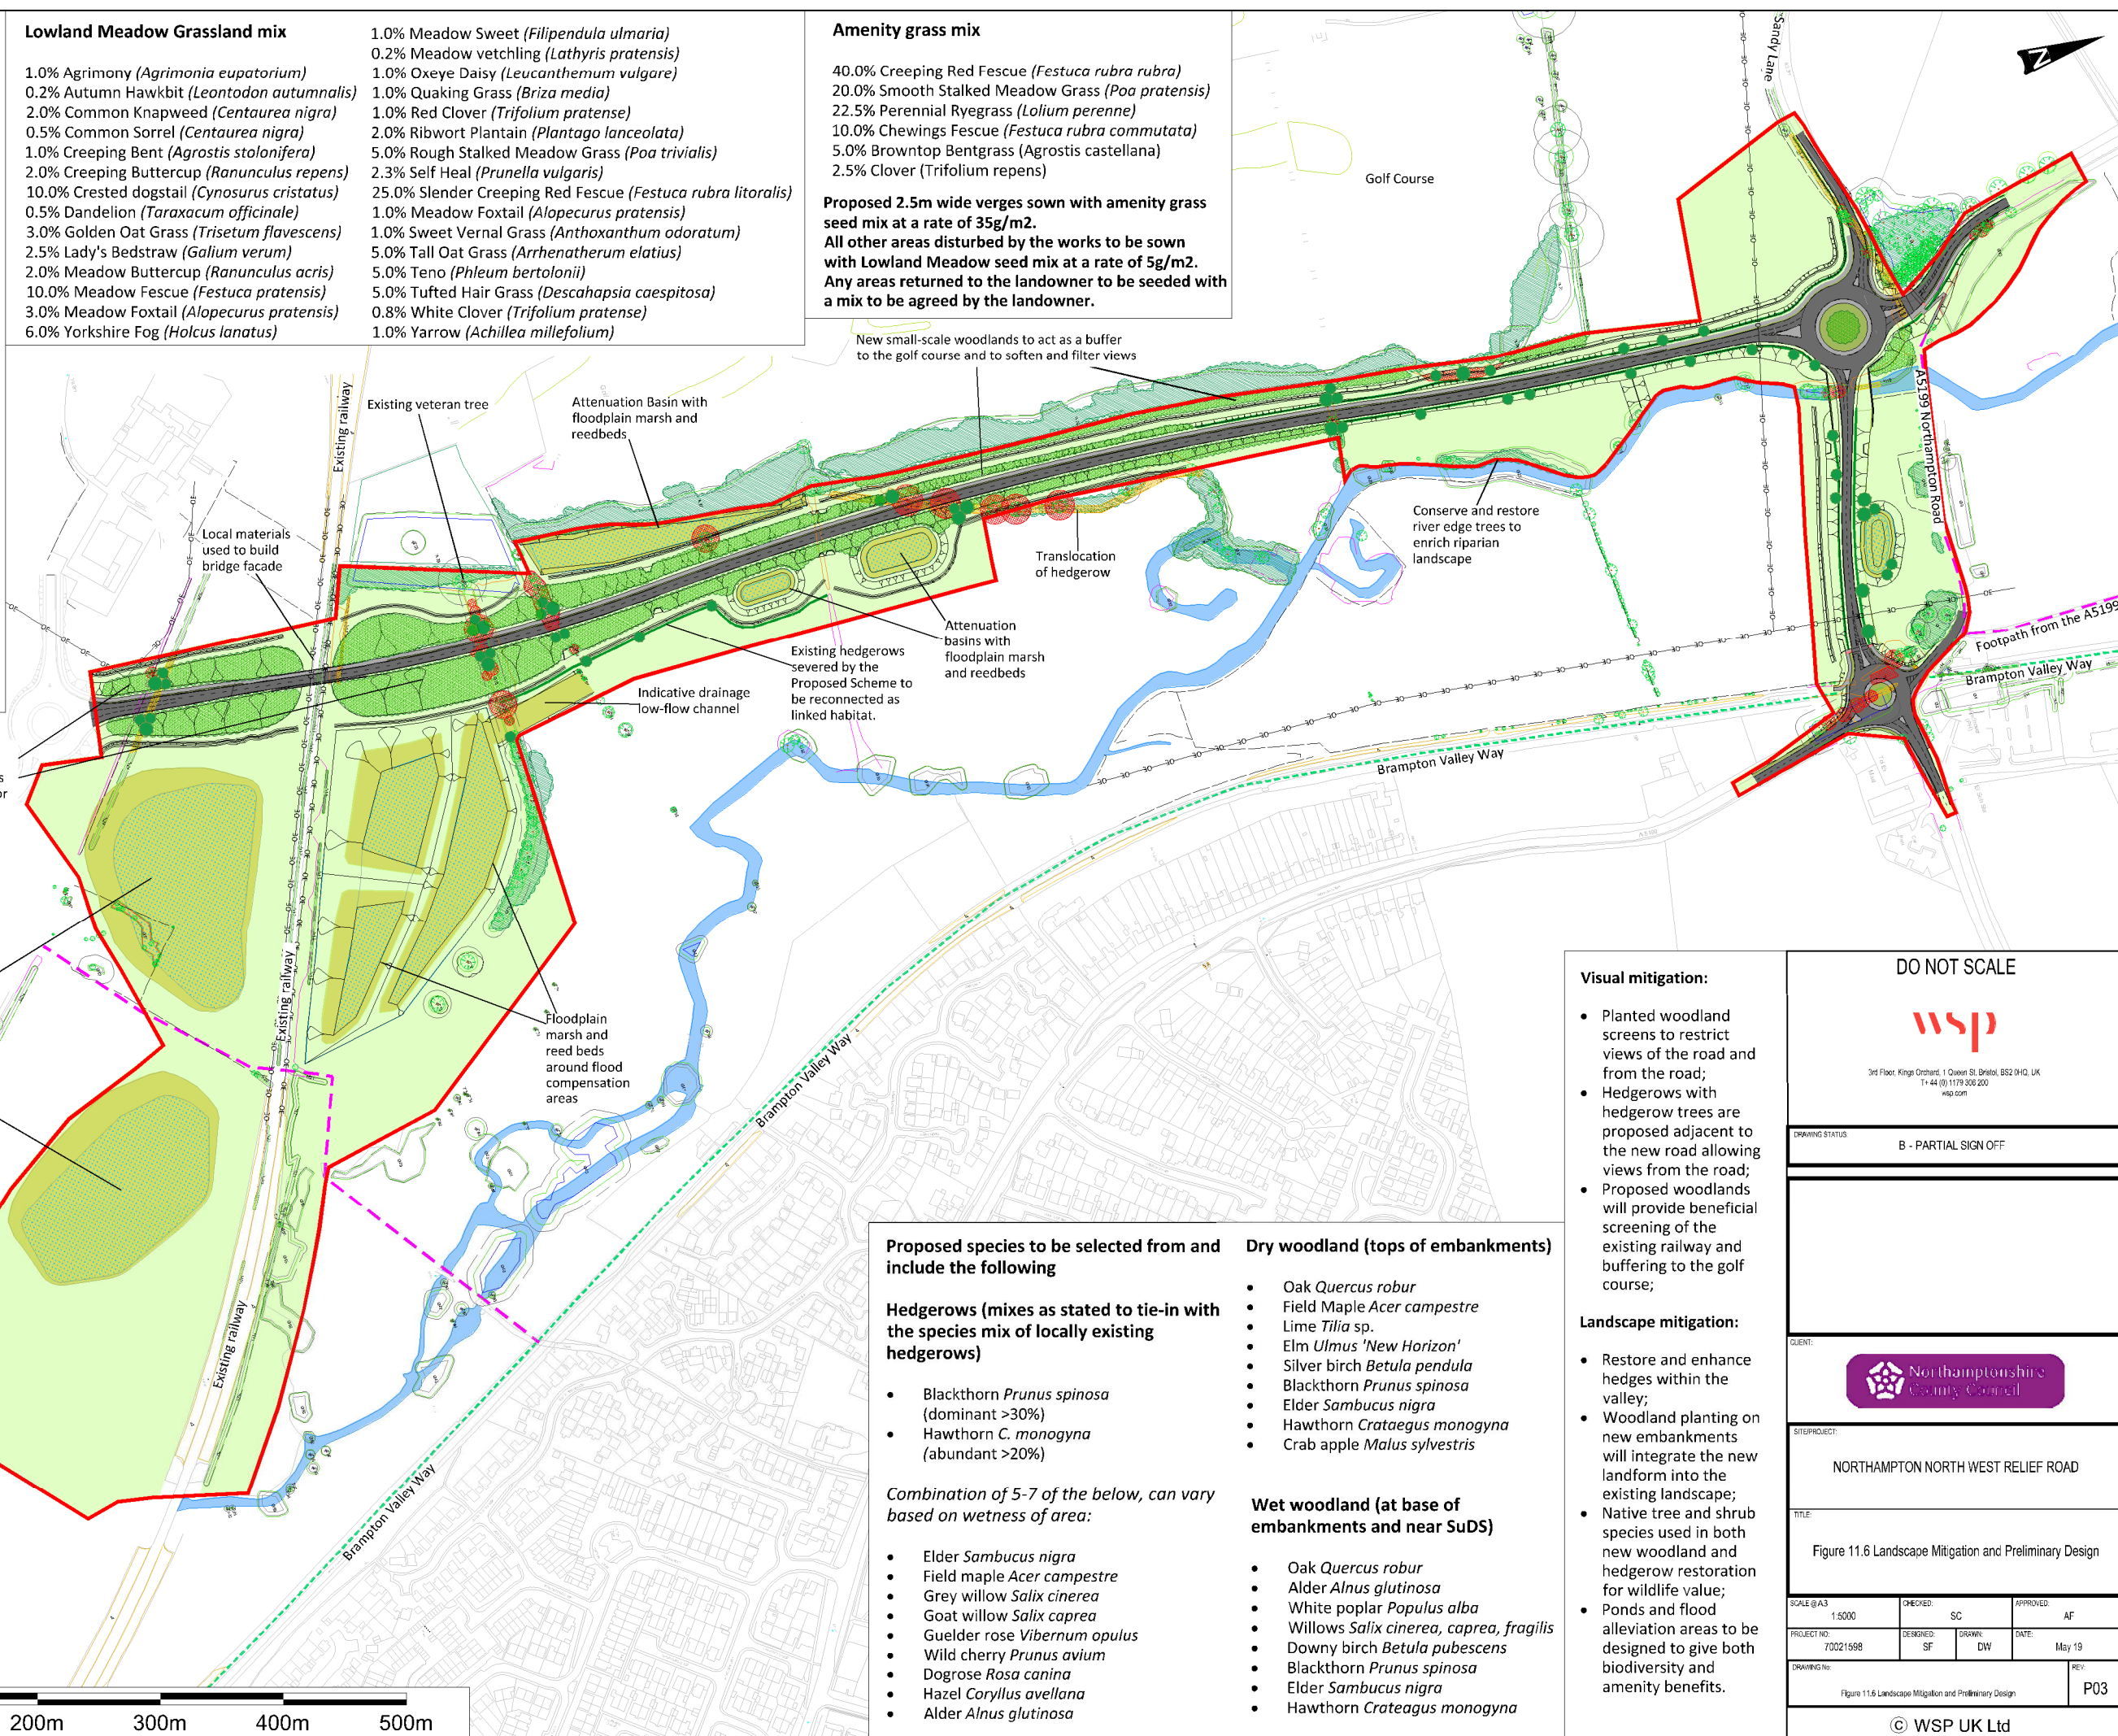 Lowland Meadow Grassland mix
1.0% Agrimony (Agrimonia eupatorium)
0.2% Autumn Hawkbit (Leontodon autumnalis)
2.0% Common Knapweed (Centaurea nigra)
0.5% Common Sorrel (Centaurea nigra)
1.0% Creeping Bent (Agrostis stolonifera)
2.0% Creeping Buttercup (Ranunculus repens)
10.0% Crested dogstail (Cynosurus cristatus)
0.5% Dandelion (Taraxacum officinale)
3.0% Golden Oat Grass (Trisetum flavescens)
2.5% Lady's Bedstraw (Galium verum)
2.0% Meadow Buttercup (Ranunculus acris)
10.0% Meadow Fescue (Festuca pratensis)
3.0% Meadow Foxtail (Alopecurus pratensis)
6.0% Yorkshire Fog (Holcus lanatus)
1.0% Meadow Sweet (Filipendula ulmaria)
0.2% Meadow vetchling (Lathyris pratensis)
1.0% Oxeye Daisy (Leucanthemum vulgare)
1.0% Quaking Grass (Briza media)
1.0% Red Clover (Trifolium pratense)
2.0% Ribwort Plantain (Plantago lanceolata)
5.0% Rough Stalked Meadow Grass (Poa trivialis)
2.3% Self Heal (Prunella vulgaris)
25.0% Slender Creeping Red Fescue (Festuca rubra litoralis)
1.0% Meadow Foxtail (Alopecurus pratensis)
1.0% Sweet Vernal Grass (Anthoxanthum odoratum)
5.0% Tall Oat Grass (Arrhenatherum elatius)
5.0% Teno (Phleum bertolonii)
5.0% Tufted Hair Grass (Descahapsia caespitosa)
0.8% White Clover (Trifolium pratense)
1.0% Yarrow (Achillea millefolium)
Amenity grass mix
40.0% Creeping Red Fescue (Festuca rubra rubra)
20.0% Smooth Stalked Meadow Grass (Poa pratensis)
22.5% Perennial Ryegrass (Lolium perenne)
10.0% Chewings Fescue (Festuca rubra commutata)
5.0% Browntop Bentgrass (Agrostis castellana)
2.5% Clover (Trifolium repens)
Proposed 2.5m wide verges sown with amenity grass
seed mix at a rate of 35g/m2.
All other areas disturbed by the works to be sown
with Lowland Meadow seed mix at a rate of 5g/m2.
Any areas returned to the landowner to be seeded with
a mix to be agreed by the landowner.
Sandy Lane
N
Golf Course
New small-scale woodlands to act as a buffer
to the golf course and to soften and filter views
Existing railway
Existing veteran tree
Attenuation Basin with
floodplain marsh and
reedbeds
Local materials
used to build
bridge facade
A5199 Northampton Road
Conserve and restore
river edge trees to
enrich riparian
landscape
Translocation
of hedgerow
Attenuation
basins with
floodplain marsh
and reedbeds
Existing hedgerows
severed by the
Proposed Scheme to
be reconnected as
linked habitat.
Indicative drainage
low-flow channel
Footpath from the A5199
Brampton Valley Way
Brampton Valley Way
s
or
Existing railway
Floodplain
marsh and
reed beds
around flood
compensation
areas
Brampton Valley Way
Existing railway
Brampton Valley Way
Proposed species to be selected from and
include the following
Hedgerows (mixes as stated to tie-in with
the species mix of locally existing
hedgerows)
• Blackthorn Prunus spinosa
(dominant >30%)
• Hawthorn C. monogyna
(abundant >20%)
Combination of 5-7 of the below, can vary
based on wetness of area:
• Elder Sambucus nigra
• Field maple Acer campestre
• Grey willow Salix cinerea
• Goat willow Salix caprea
• Guelder rose Vibernum opulus
• Wild cherry Prunus avium
• Dogrose Rosa canina
• Hazel Coryllus avellana
• Alder Alnus glutinosa
Dry woodland (tops of embankments)
• Oak Quercus robur
• Field Maple Acer campestre
• Lime Tilia sp.
• Elm Ulmus 'New Horizon'
• Silver birch Betula pendula
• Blackthorn Prunus spinosa
• Elder Sambucus nigra
• Hawthorn Crataegus monogyna
• Crab apple Malus sylvestris
Wet woodland (at base of
embankments and near SuDS)
• Oak Quercus robur
• Alder Alnus glutinosa
• White poplar Populus alba
• Willows Salix cinerea, caprea, fragilis
• Downy birch Betula pubescens
• Blackthorn Prunus spinosa
• Elder Sambucus nigra
• Hawthorn Crateagus monogyna
Visual mitigation:
• Planted woodland
screens to restrict
views of the road and
from the road;
• Hedgerows with
hedgerow trees are
proposed adjacent to
the new road allowing
views from the road;
• Proposed woodlands
will provide beneficial
screening of the
existing railway and
buffering to the golf
course;
Landscape mitigation:
• Restore and enhance
hedges within the
valley;
• Woodland planting on
new embankments
will integrate the new
landform into the
existing landscape;
• Native tree and shrub
species used in both
new woodland and
hedgerow restoration
for wildlife value;
• Ponds and flood
alleviation areas to be
designed to give both
biodiversity and
amenity benefits.
DO NOT SCALE
wsp
3rd Floor, Kings Orchard, 1 Queen St, Bristol, BS2 0HQ, UK
T+ 44 (0) 1179 306 200
wsp.com
DRAWING STATUS:
B - PARTIAL SIGN OFF
CLIENT:
Northamptonshire
County Council
SITE/PROJECT:
NORTHAMPTON NORTH WEST RELIEF ROAD
TITLE:
Figure 11.6 Landscape Mitigation and Preliminary Design
SCALE @ A3: 1:5000
CHECKED: SC
APPROVED: AF
PROJECT NO: 70021598
DESIGNED: SF
DRAWN: DW
DATE: May 19
DRAWING No:
Figure 11.6 Landscape Mitigation and Preliminary Design
REV: P03
© WSP UK Ltd
200m 300m 400m 500m